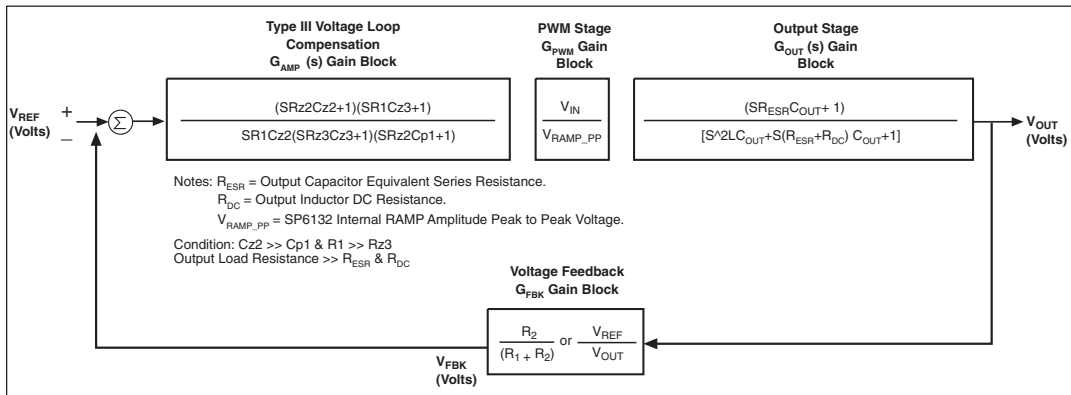 Type III Voltage Loop
Compensation
G_AMP (s) Gain Block
PWM Stage
G_PWM Gain
Block
Output Stage
G_OUT (s) Gain
Block
V_REF
(Volts)
+
−
Σ
(SRz2Cz2+1)(SR1Cz3+1)
SR1Cz2(SRz3Cz3+1)(SRz2Cp1+1)
V_IN
V_RAMP_PP
(SR_ESRC_OUT+ 1)
[S^2LC_OUT+S(R_ESR+R_DC) C_OUT+1]
V_OUT
(Volts)
Notes: R_ESR = Output Capacitor Equivalent Series Resistance.
R_DC = Output Inductor DC Resistance.
V_RAMP_PP = SP6132 Internal RAMP Amplitude Peak to Peak Voltage.
Condition: Cz2 >> Cp1 & R1 >> Rz3
Output Load Resistance >> R_ESR & R_DC
Voltage Feedback
G_FBK Gain Block
R_2
(R_1 + R_2)
or
V_REF
V_OUT
V_FBK
(Volts)